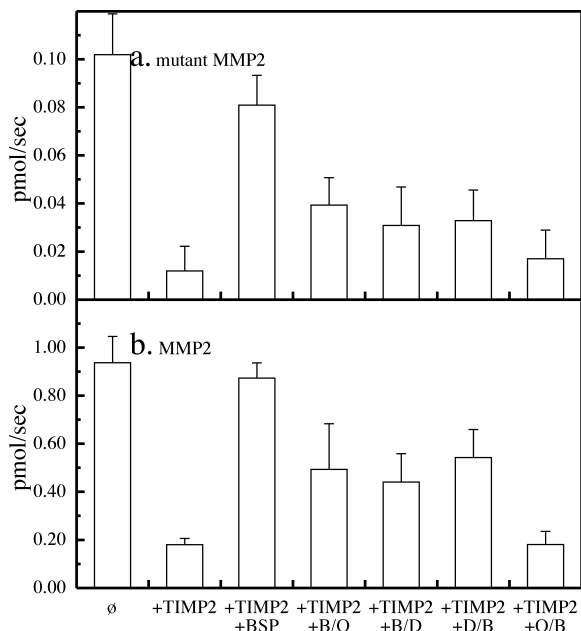 a. mutant MMP2
pmol/sec
0.10
0.08
0.06
0.04
0.02
0.00
b. MMP2
pmol/sec
1.00
0.80
0.60
0.40
0.20
0.00
ø +TIMP2 +TIMP2 +TIMP2 +TIMP2 +TIMP2 +TIMP2
+BSP +B/O +B/D +D/B +O/B